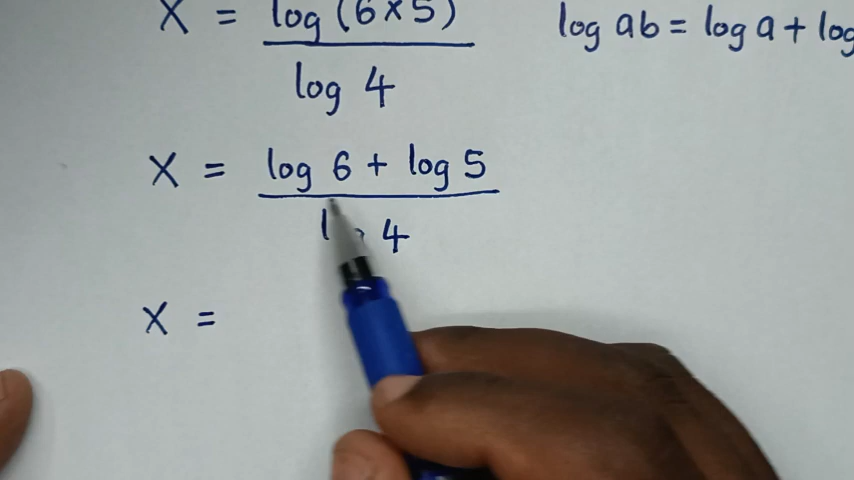 X = log (6×5)
log 4
log ab = log a + log
X = log 6 + log 5
4
X =